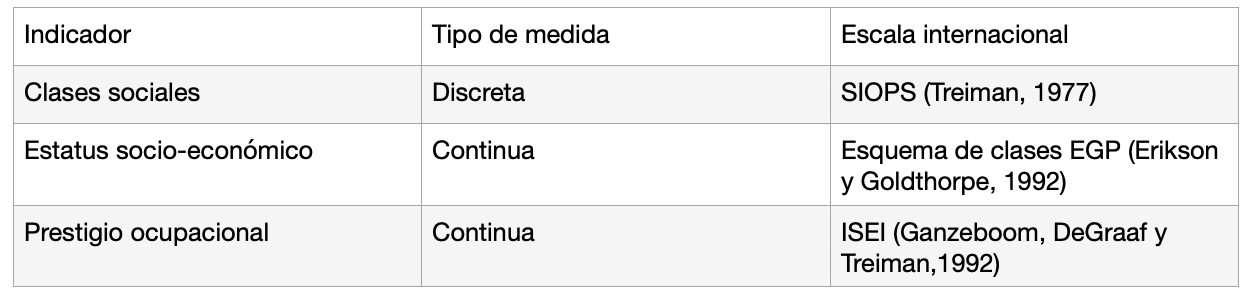 Indicador Tipo de medida Escala internacional
Clases sociales Discreta SIOPS (Treiman, 1977)
Estatus socio-económico Continua Esquema de clases EGP (Erikson
y Goldthorpe, 1992)
Prestigio ocupacional Continua ISEI (Ganzeboom, DeGraaf y
Treiman,1992)